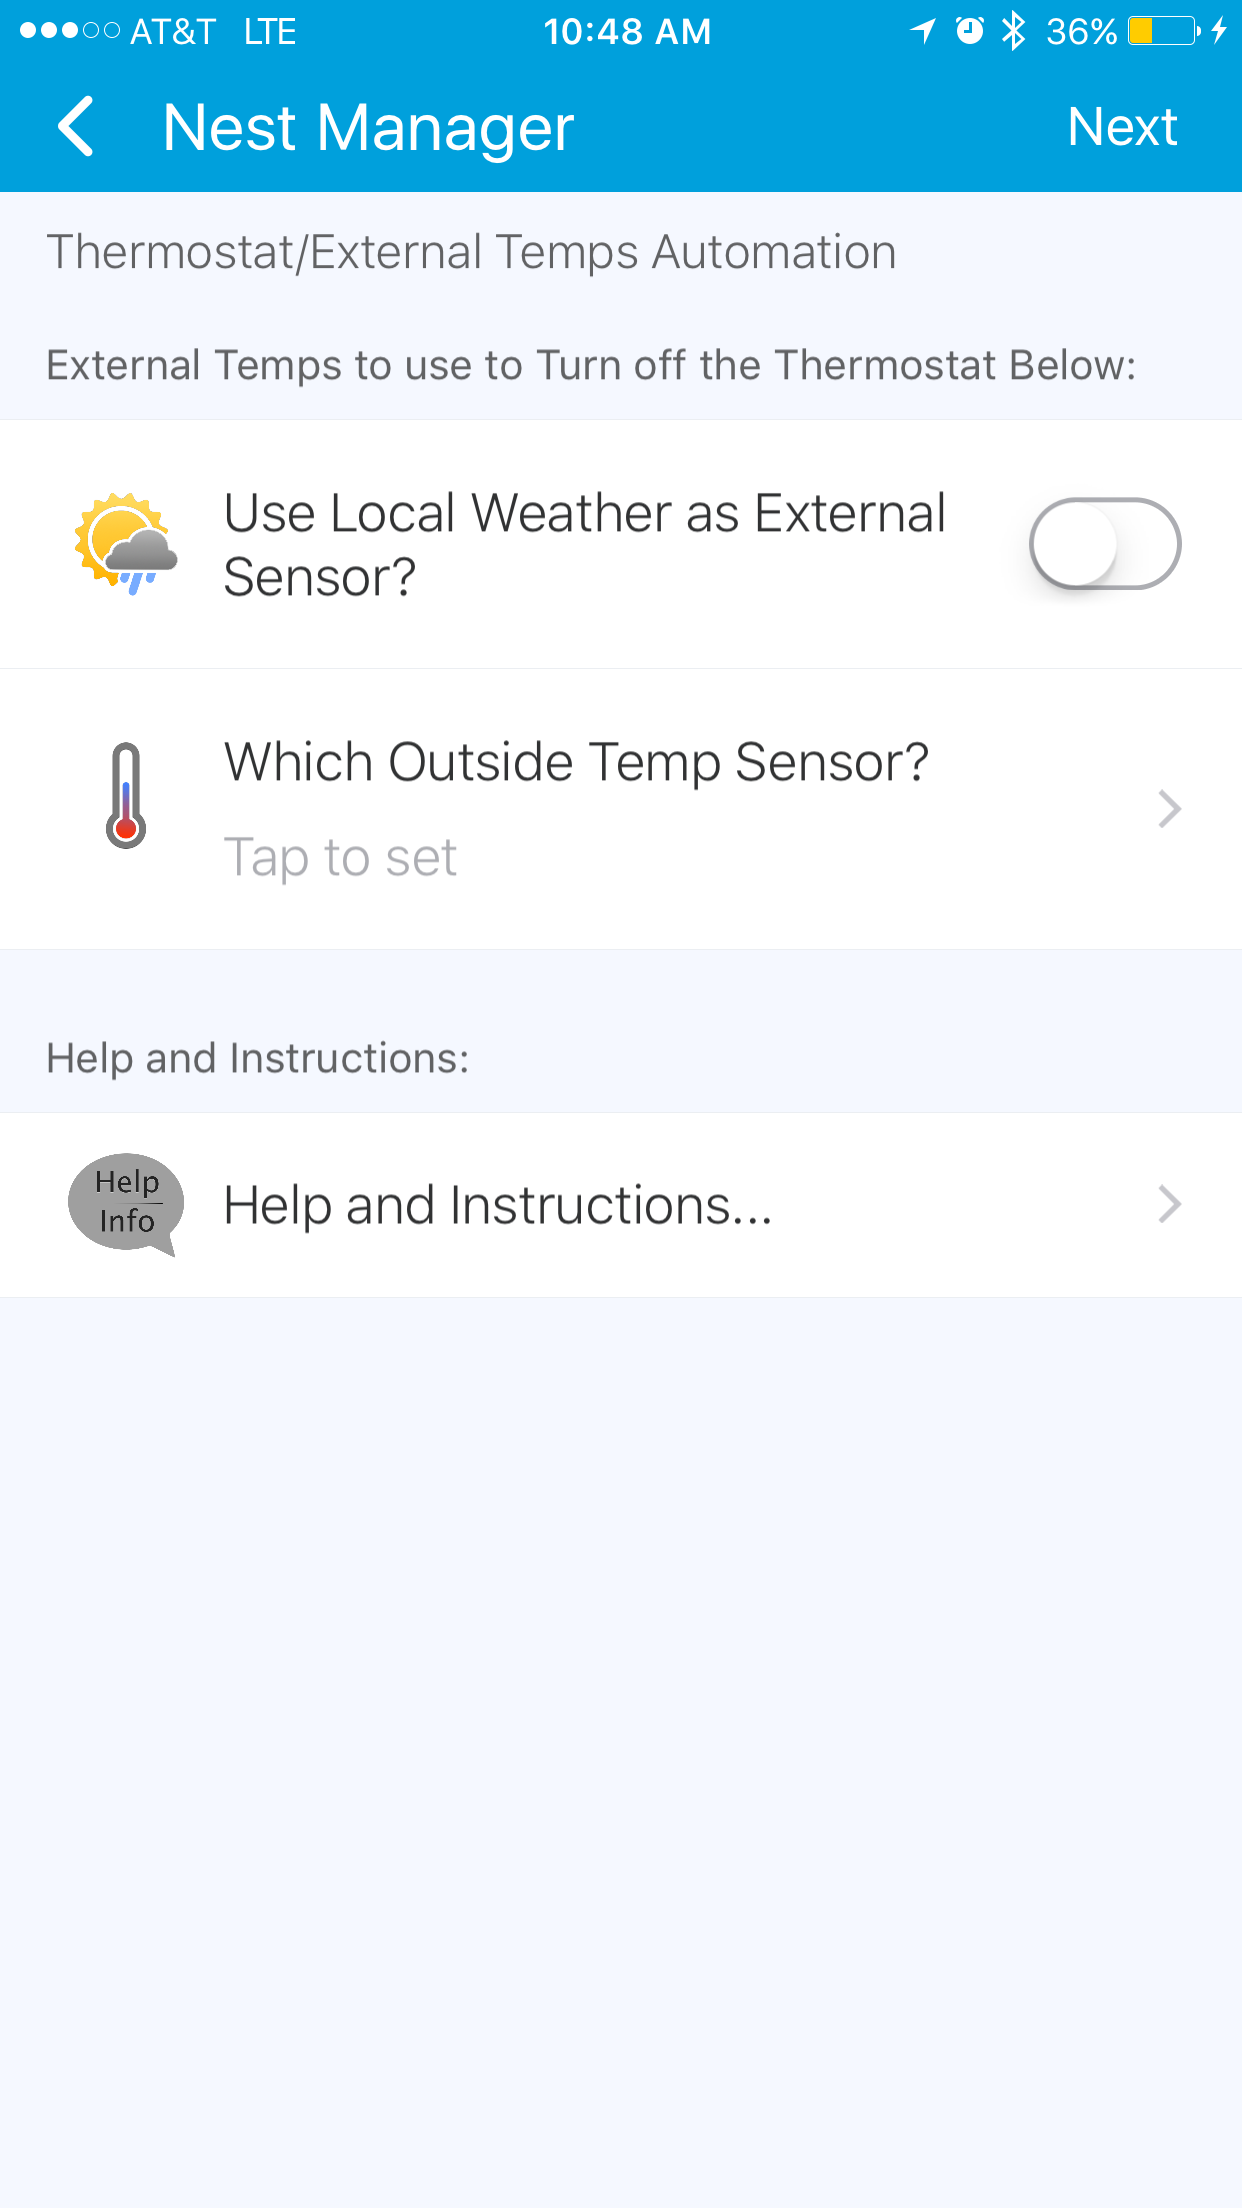 AT&T LTE 10:48 AM 36%
Nest Manager Next
Thermostat/External Temps Automation
External Temps to use to Turn off the Thermostat Below:
Use Local Weather as External
Sensor?
Which Outside Temp Sensor?
Tap to set
Help and Instructions:
Help
Info
Help and Instructions...